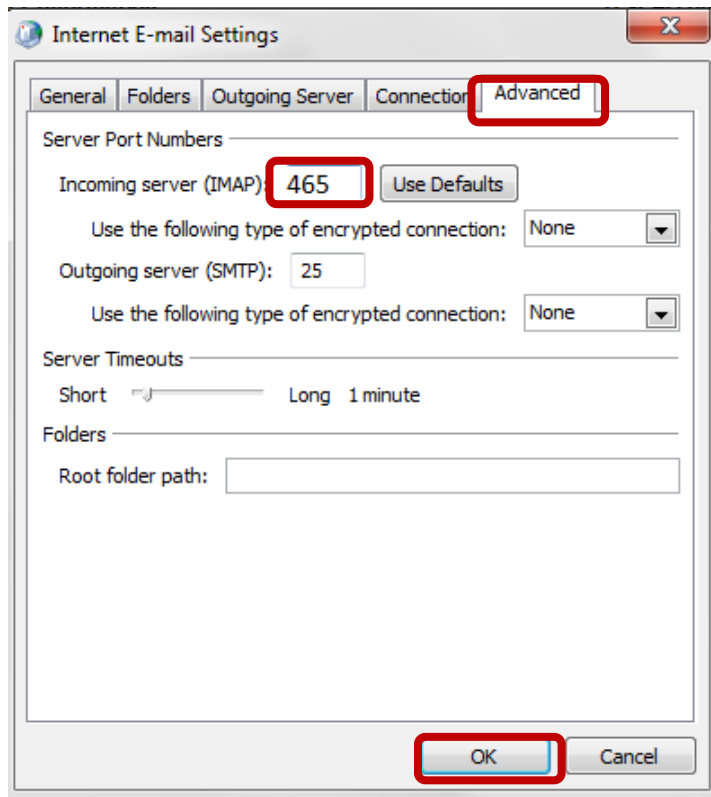 Internet E-mail Settings
General Folders Outgoing Server Connection Advanced
Server Port Numbers
Incoming server (IMAP): 465 Use Defaults
Use the following type of encrypted connection: None
Outgoing server (SMTP): 25
Use the following type of encrypted connection: None
Server Timeouts
Short Long 1 minute
Folders
Root folder path:
OK Cancel